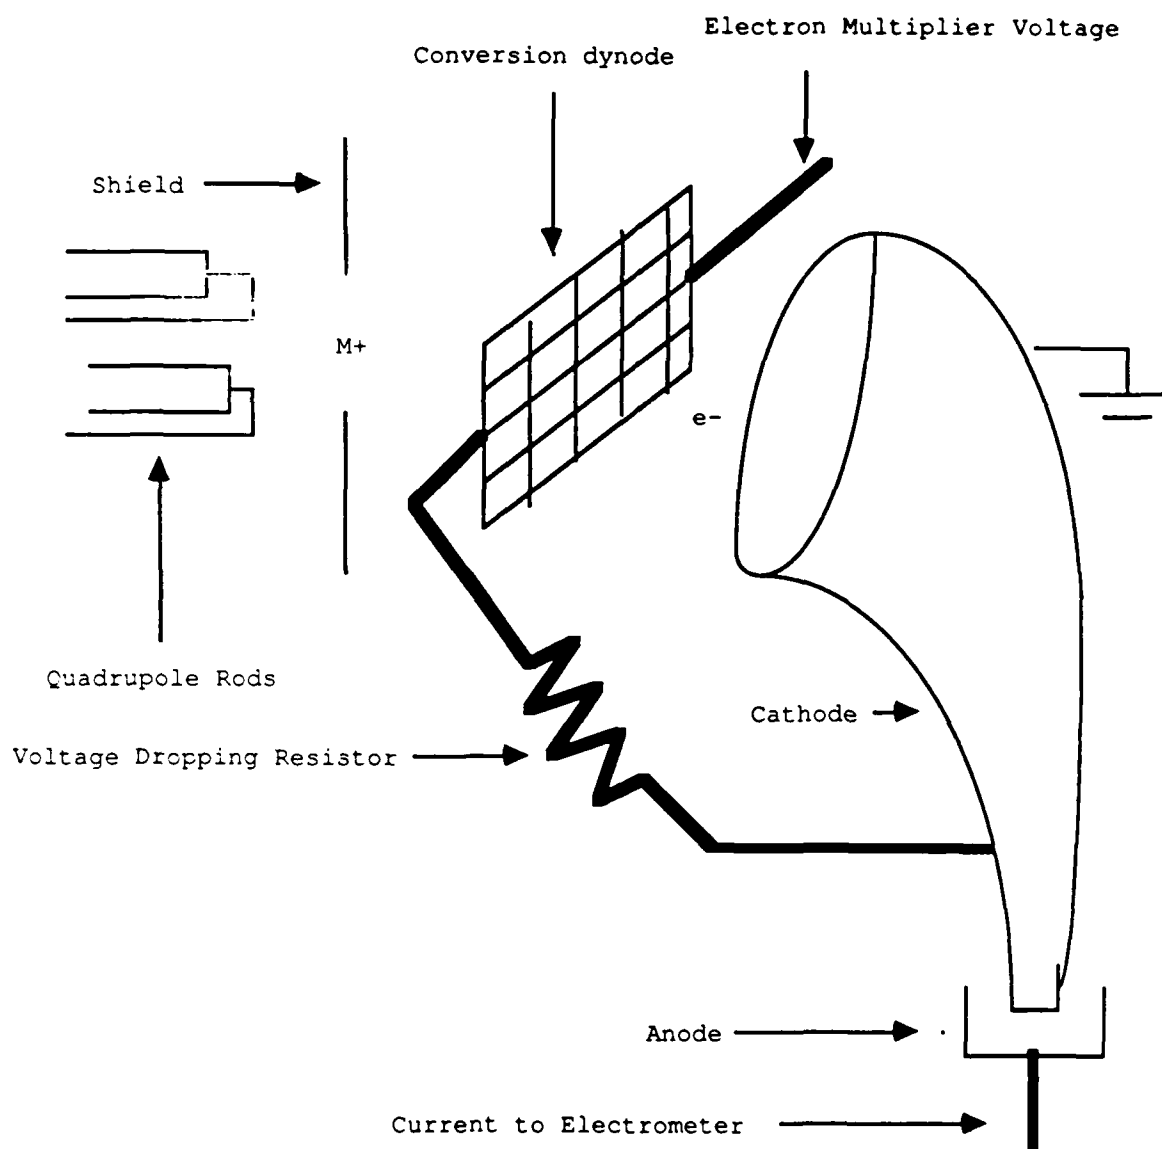 Electron Multiplier Voltage
Conversion dynode
Shield
M+
e-
Quadrupole Rods
Cathode
Voltage Dropping Resistor
Anode
Current to Electrometer